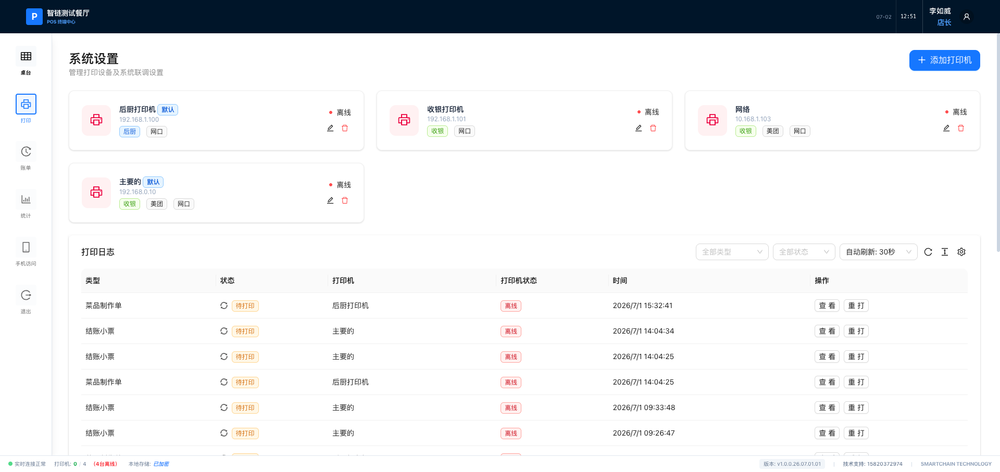 P
智链测试餐厅
POS 终端中心
07-02
12:51
李如威
店长
桌台
打印
账单
统计
手机访问
退出
系统设置
管理打印设备及系统联调设置
添加打印机
后厨打印机 默认
192.168.1.100
后厨 网口
离线
收银打印机
192.168.1.101
收银 网口
离线
网络
10.168.1.103
收银 美团 网口
离线
主要的 默认
192.168.0.10
收银 美团 网口
离线
打印日志
全部类型 全部状态 自动刷新: 30秒
类型 状态 打印机 打印机状态 时间 操作
菜品制作单 待打印 后厨打印机 离线 2026/7/1 15:32:41 查 看 重 打
结账小票 待打印 主要的 离线 2026/7/1 14:04:34 查 看 重 打
结账小票 待打印 主要的 离线 2026/7/1 14:04:25 查 看 重 打
菜品制作单 待打印 后厨打印机 离线 2026/7/1 14:04:25 查 看 重 打
结账小票 待打印 主要的 离线 2026/7/1 09:33:48 查 看 重 打
结账小票 待打印 主要的 离线 2026/7/1 09:26:47 查 看 重 打
实时连接正常 打印机: 0 / 4 (4台离线) 本地存储: 已加密
版本: v1.0.0.26.07.01.01 | 技术支持: 15820372974 | SMARTCHAIN TECHNOLOGY